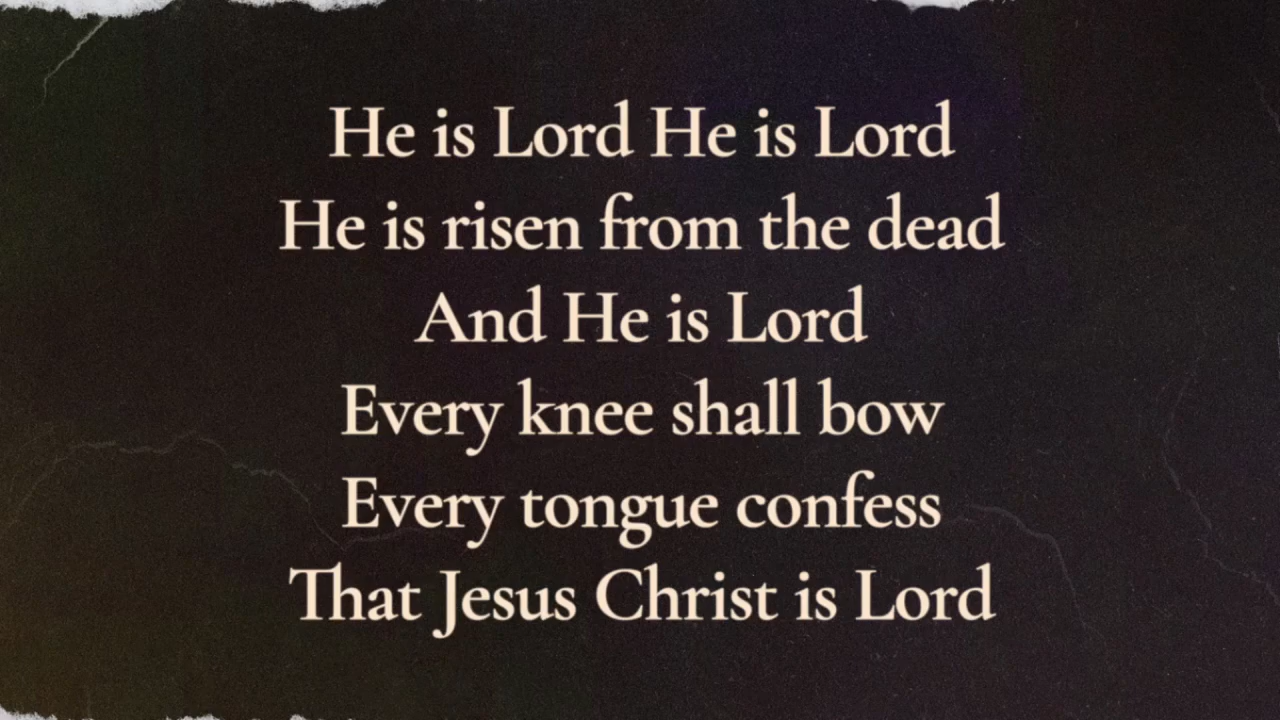 He is Lord He is Lord
He is risen from the dead
And He is Lord
Every knee shall bow
Every tongue confess
That Jesus Christ is Lord